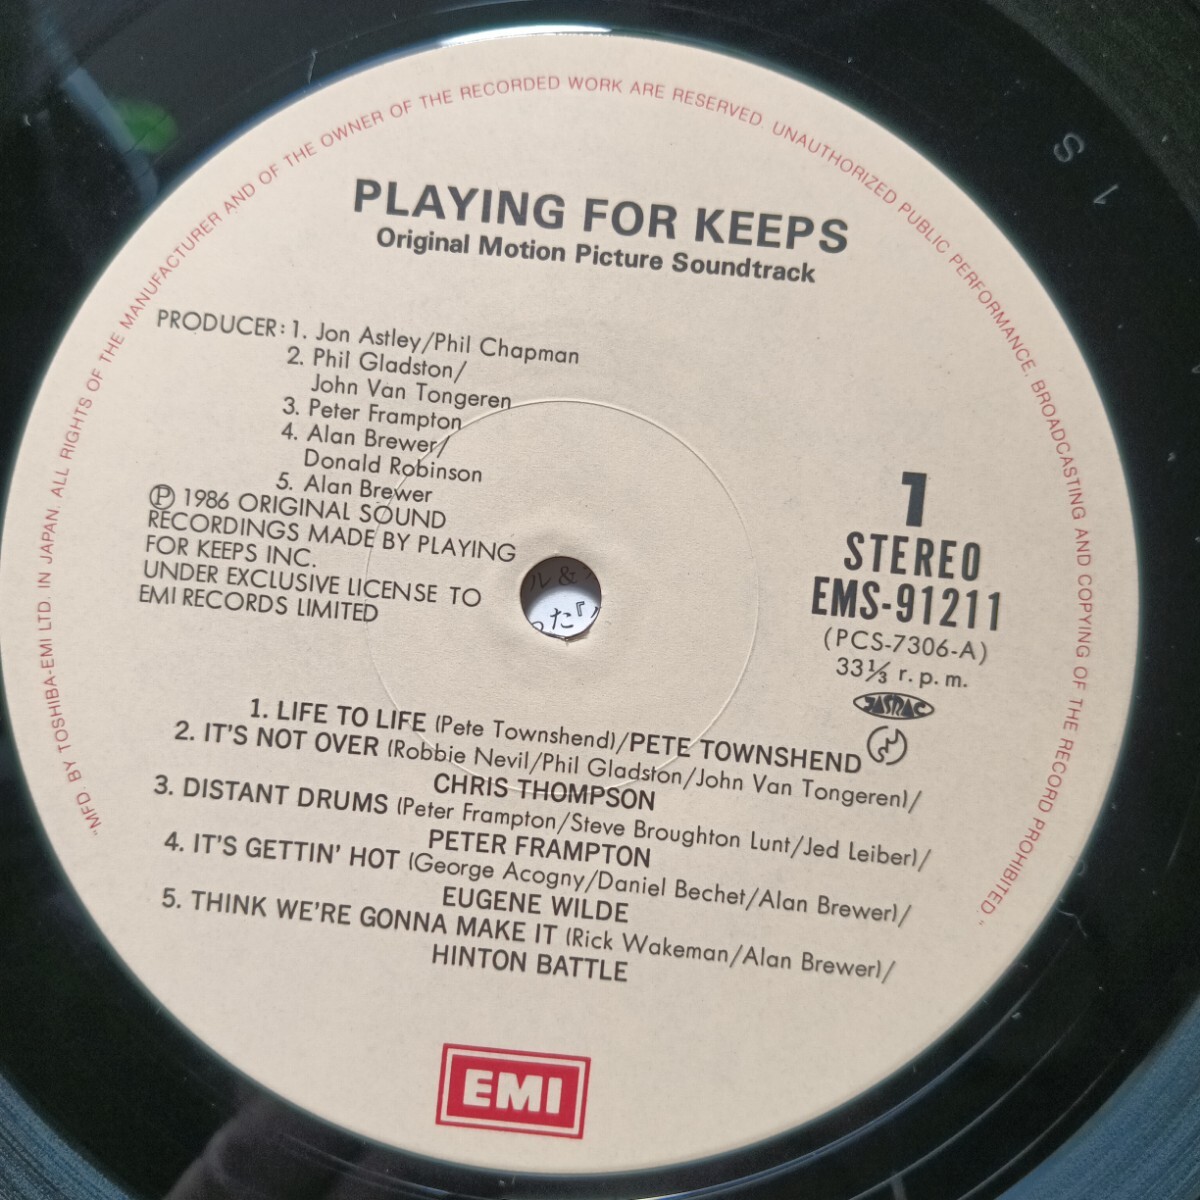 "MFD. BY TOSHIBA-EMI LTD. IN JAPAN. ALL RIGHTS OF THE MANUFACTURER AND OF THE OWNER OF THE RECORDED WORK ARE RESERVED. UNAUTHORIZED PUBLIC PERFORMANCE, BROADCASTING AND COPYING OF THE RECORD PROHIBITED."
S 1
PLAYING FOR KEEPS
Original Motion Picture Soundtrack
PRODUCER: 1. Jon Astley/Phil Chapman
2. Phil Gladston/
John Van Tongeren
3. Peter Frampton
4. Alan Brewer/
Donald Robinson
5. Alan Brewer
Ⓟ 1986 ORIGINAL SOUND
RECORDINGS MADE BY PLAYING
FOR KEEPS INC.
UNDER EXCLUSIVE LICENSE TO
EMI RECORDS LIMITED
1
STEREO
EMS-91211
(PCS-7306-A)
33⅓ r.p.m.
JASRAC
ル&
った『
1. LIFE TO LIFE (Pete Townshend)/PETE TOWNSHEND
2. IT'S NOT OVER (Robbie Nevil/Phil Gladston/John Van Tongeren)/
CHRIS THOMPSON
3. DISTANT DRUMS (Peter Frampton/Steve Broughton Lunt/Jed Leiber)/
PETER FRAMPTON
4. IT'S GETTIN' HOT (George Acogny/Daniel Bechet/Alan Brewer)/
EUGENE WILDE
5. THINK WE'RE GONNA MAKE IT (Rick Wakeman/Alan Brewer)/
HINTON BATTLE
EMI